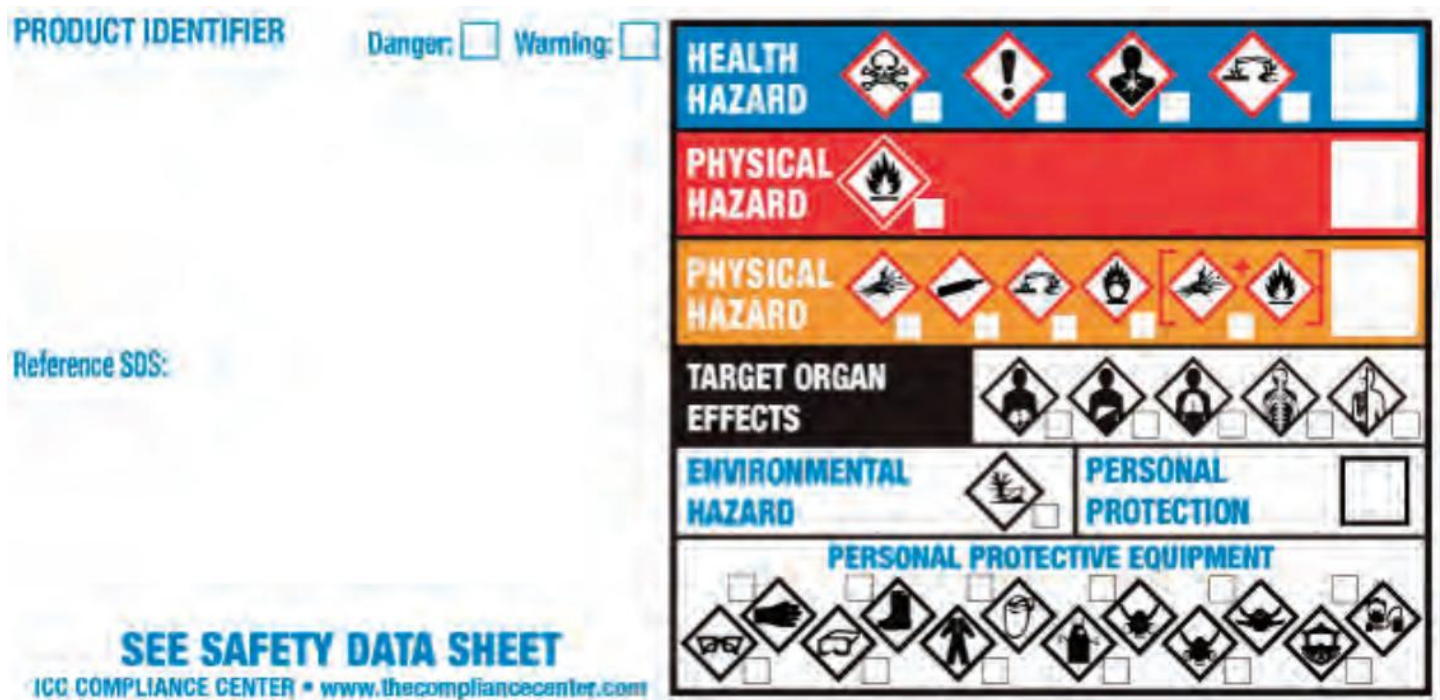 PRODUCT IDENTIFIER
Danger: Warning:
Reference SDS:
SEE SAFETY DATA SHEET
ICC COMPLIANCE CENTER • www.thecompliancecenter.com
HEALTH
HAZARD
PHYSICAL
HAZARD
PHYSICAL
HAZARD
TARGET ORGAN
EFFECTS
ENVIRONMENTAL
HAZARD
PERSONAL
PROTECTION
PERSONAL PROTECTIVE EQUIPMENT